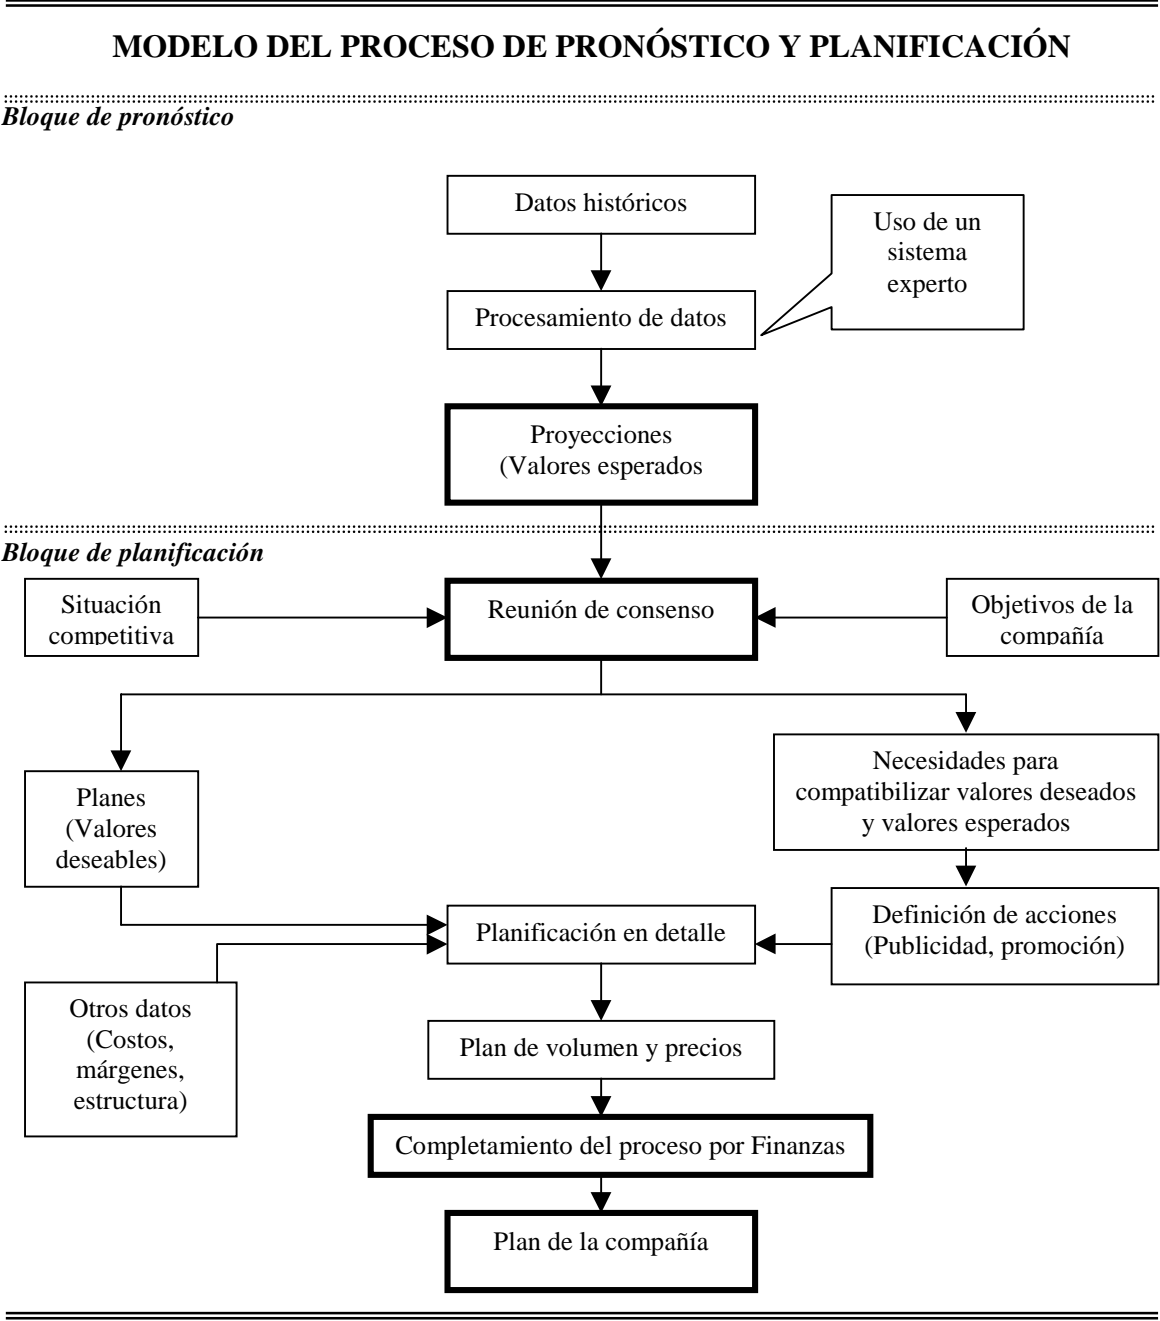 MODELO DEL PROCESO DE PRONÓSTICO Y PLANIFICACIÓN
Bloque de pronóstico
Datos históricos
Uso de un
sistema
experto
Procesamiento de datos
Proyecciones
(Valores esperados
Bloque de planificación
Situación
competitiva
Reunión de consenso
Objetivos de la
compañía
Planes
(Valores
deseables)
Necesidades para
compatibilizar valores deseados
y valores esperados
Planificación en detalle
Definición de acciones
(Publicidad, promoción)
Otros datos
(Costos,
márgenes,
estructura)
Plan de volumen y precios
Completamiento del proceso por Finanzas
Plan de la compañía